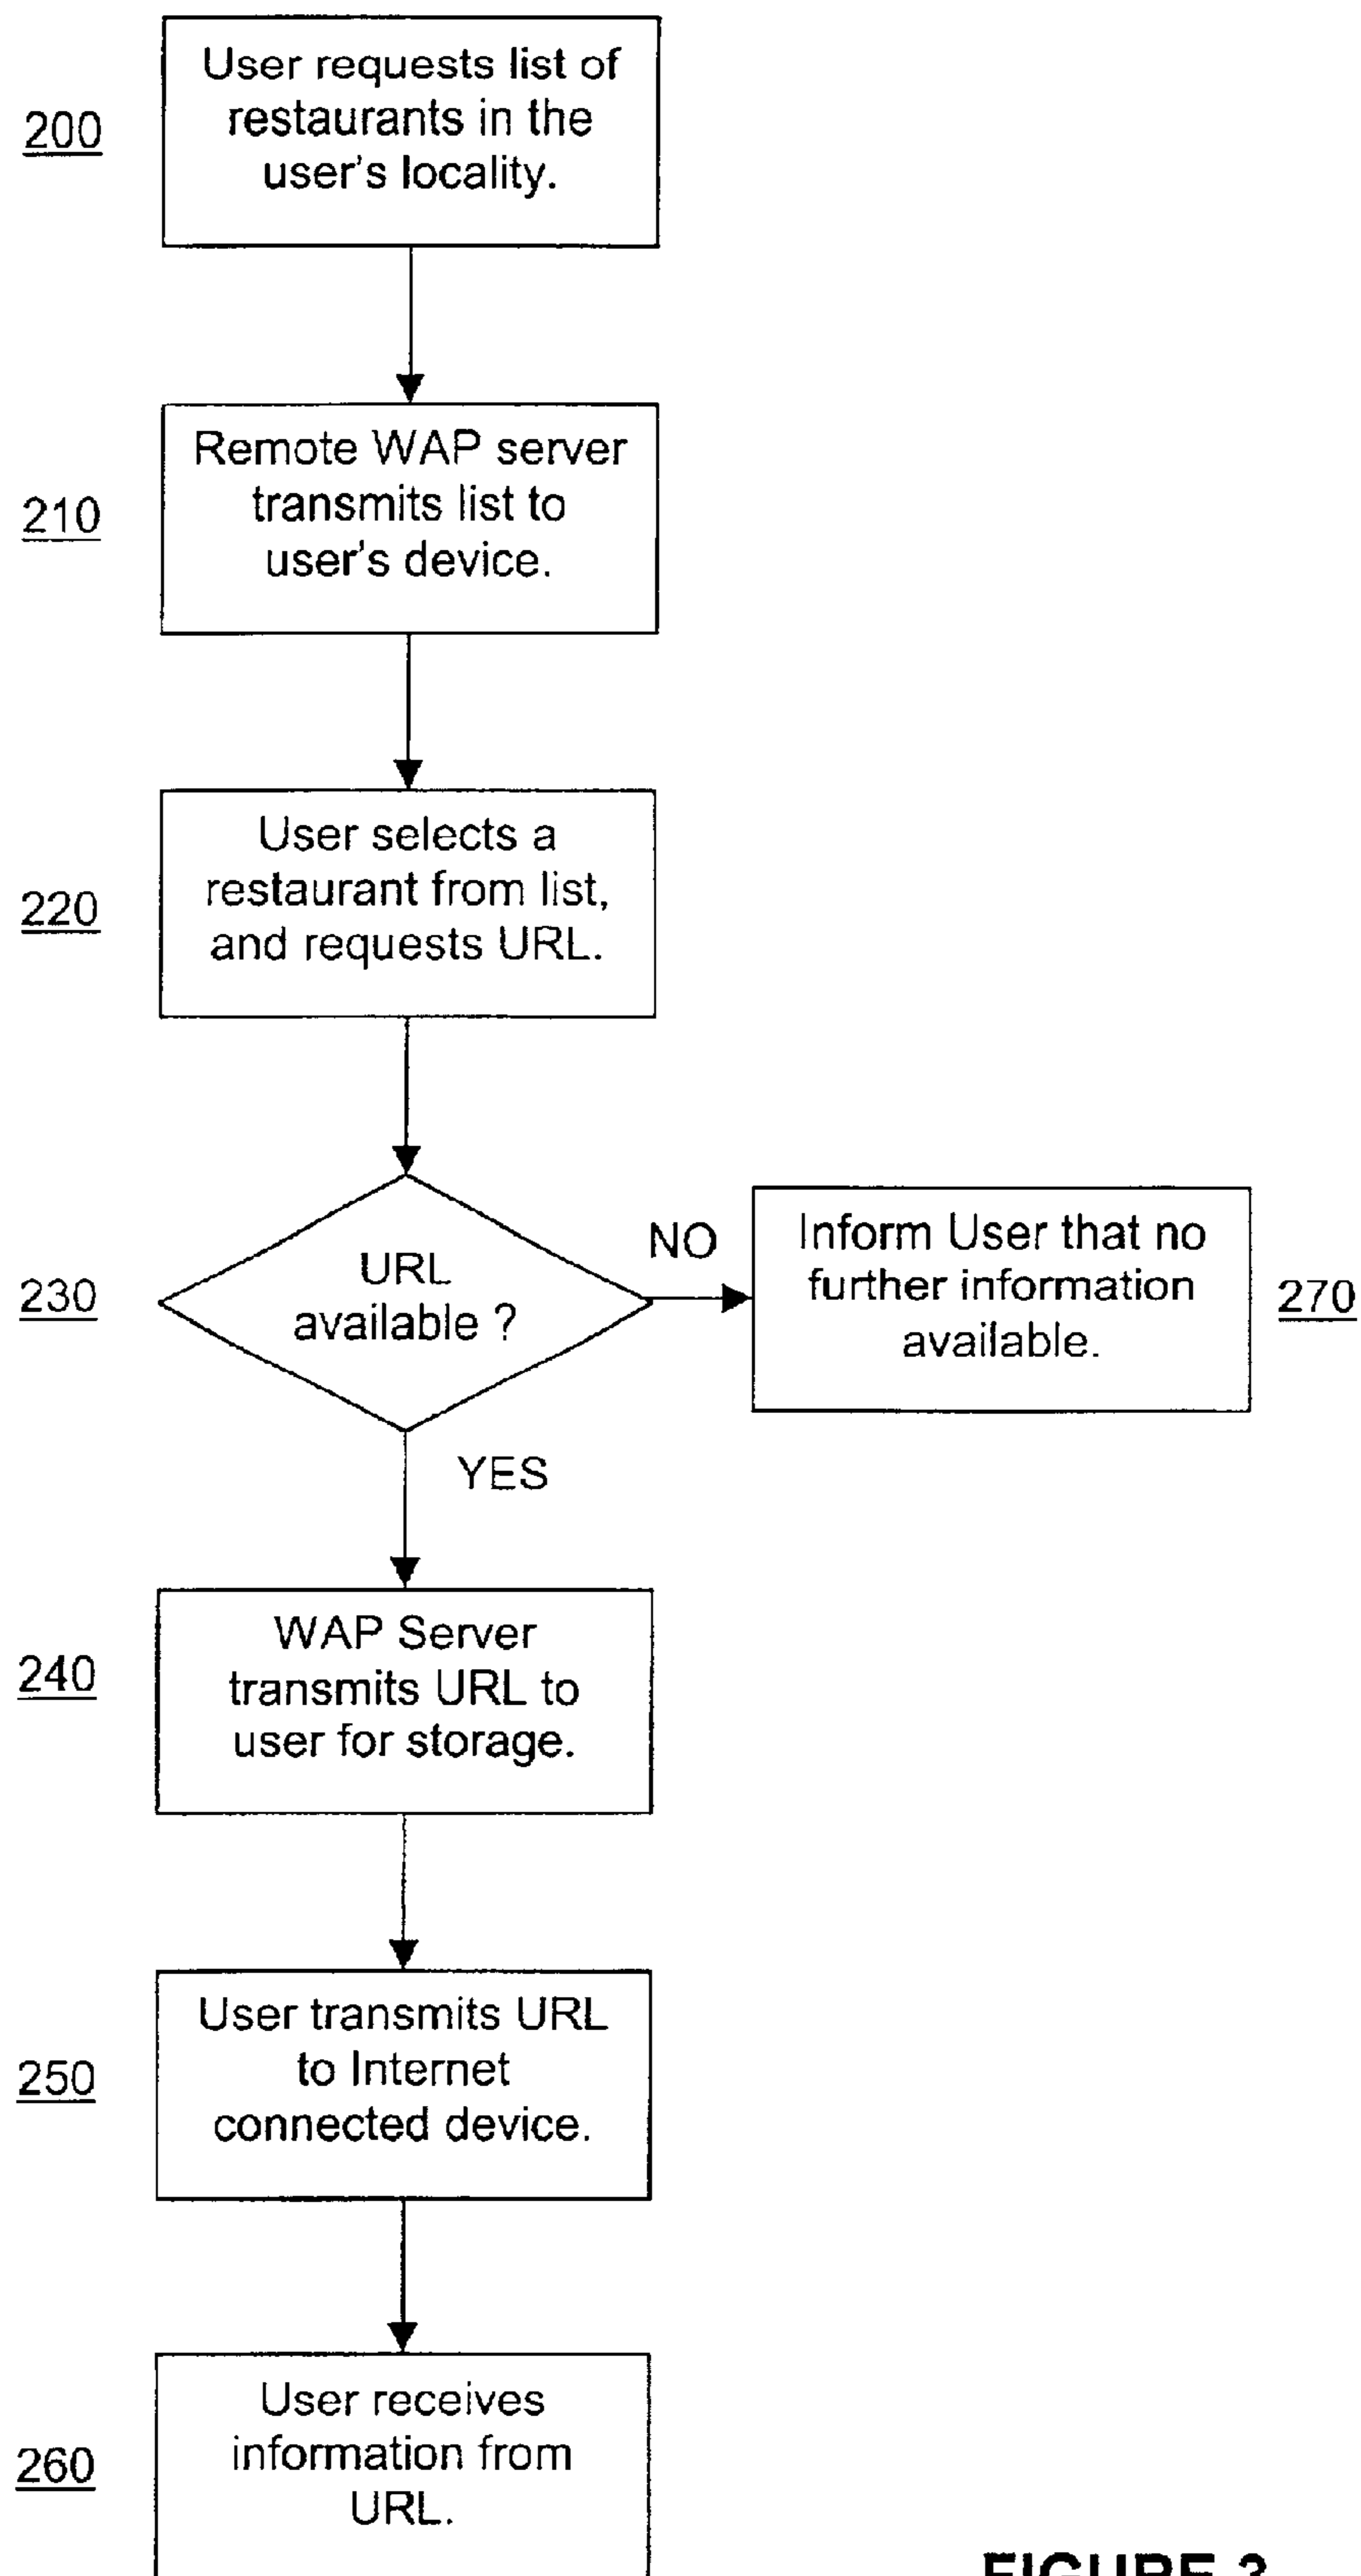 200
User requests list of
restaurants in the
user's locality.
210
Remote WAP server
transmits list to
user's device.
220
User selects a
restaurant from list,
and requests URL.
230
URL
available ?
NO
Inform User that no
further information
available.
270
YES
240
WAP Server
transmits URL to
user for storage.
250
User transmits URL
to Internet
connected device.
260
User receives
information from
URL.
FIGURE 3